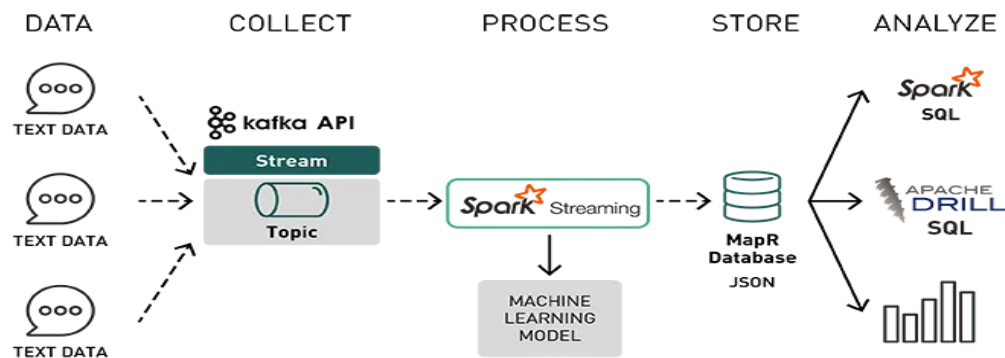 DATA
COLLECT
PROCESS
STORE
ANALYZE
TEXT DATA
TEXT DATA
TEXT DATA
kafka API
Stream
Topic
Spark Streaming
MACHINE
LEARNING
MODEL
MapR
Database
JSON
Spark
SQL
APACHE
DRILL
SQL